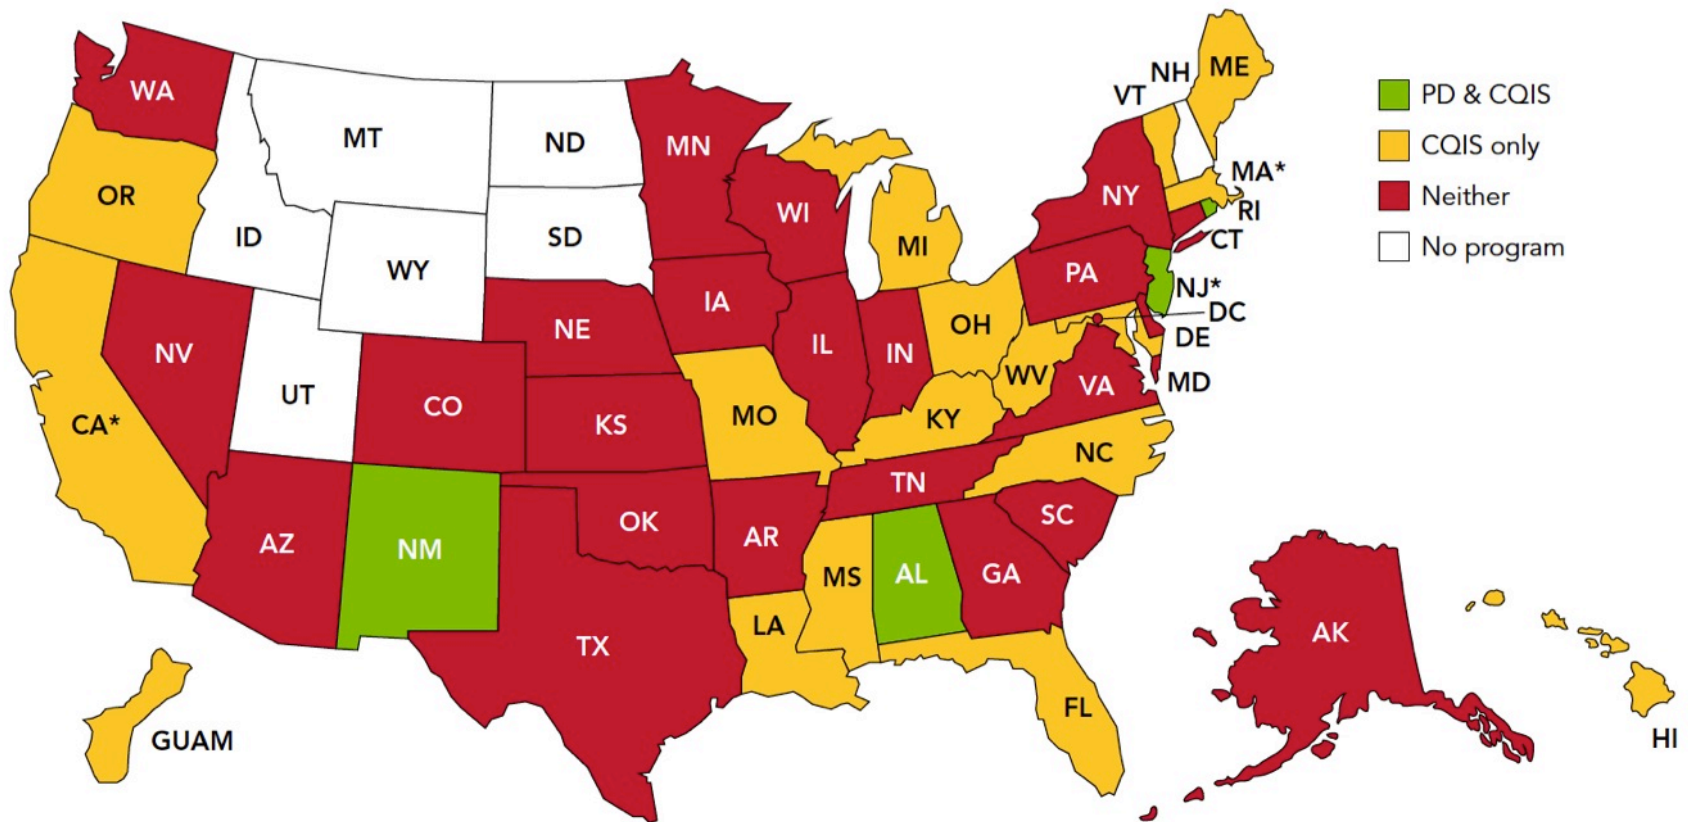 WA
MT
ND
MN
VT
NH
ME
PD & CQIS
CQIS only
Neither
No program
OR
ID
WY
SD
WI
MI
NY
MA*
RI
CT
NV
UT
CO
NE
IA
IL
IN
OH
PA
NJ*
DC
DE
MD
CA*
KS
MO
KY
WV
VA
AZ
NM
OK
AR
TN
NC
SC
TX
LA
MS
AL
GA
FL
AK
HI
GUAM